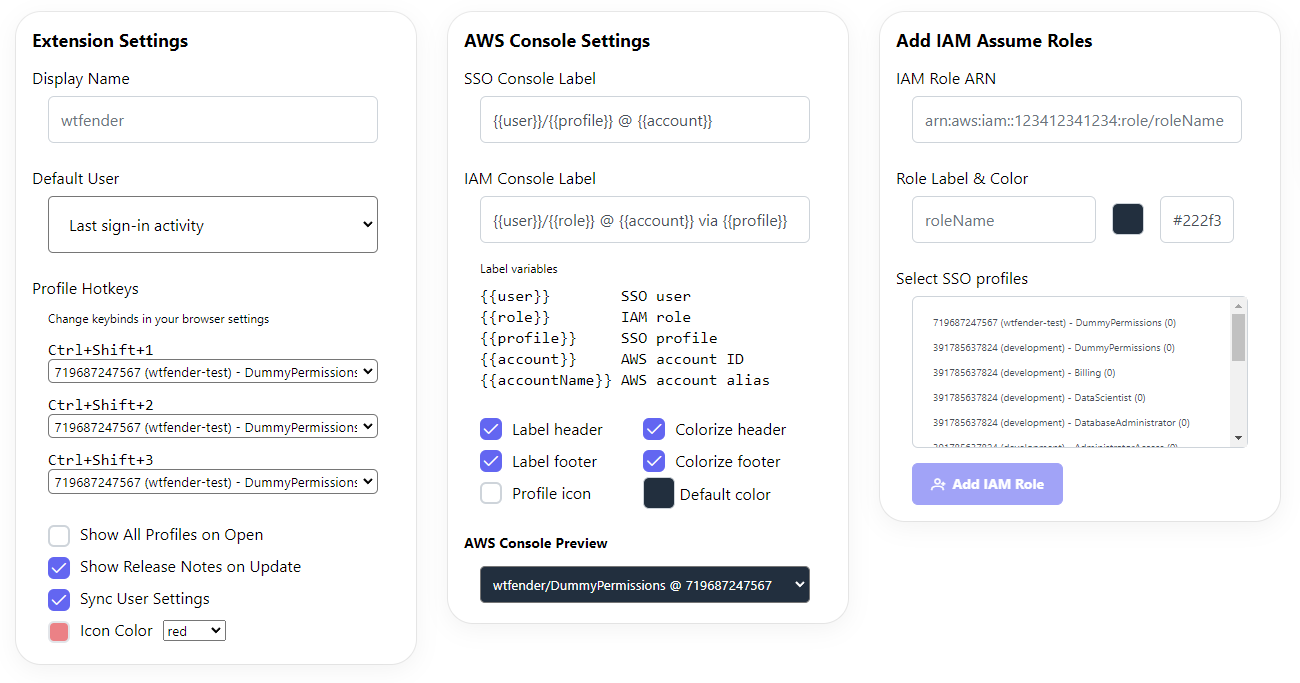 Extension Settings
Display Name
wtfender
Default User
Last sign-in activity
Profile Hotkeys
Change keybinds in your browser settings
Ctrl+Shift+1
719687247567 (wtfender-test) - DummyPermissions
Ctrl+Shift+2
719687247567 (wtfender-test) - DummyPermissions
Ctrl+Shift+3
719687247567 (wtfender-test) - DummyPermissions
Show All Profiles on Open
Show Release Notes on Update
Sync User Settings
Icon Color red
AWS Console Settings
SSO Console Label
{{user}}/{{profile}} @ {{account}}
IAM Console Label
{{user}}/{{role}} @ {{account}} via {{profile}}
Label variables
{{user}} SSO user
{{role}} IAM role
{{profile}} SSO profile
{{account}} AWS account ID
{{accountName}} AWS account alias
Label header Colorize header
Label footer Colorize footer
Profile icon Default color
AWS Console Preview
wtfender/DummyPermissions @ 719687247567
Add IAM Assume Roles
IAM Role ARN
arn:aws:iam::123412341234:role/roleName
Role Label & Color
roleName #222f3
Select SSO profiles
719687247567 (wtfender-test) - DummyPermissions (0)
391785637824 (development) - DummyPermissions (0)
391785637824 (development) - Billing (0)
391785637824 (development) - DataScientist (0)
391785637824 (development) - DatabaseAdministrator (0)
391785637824 (development) - AdministratorAccess (0)
Add IAM Role